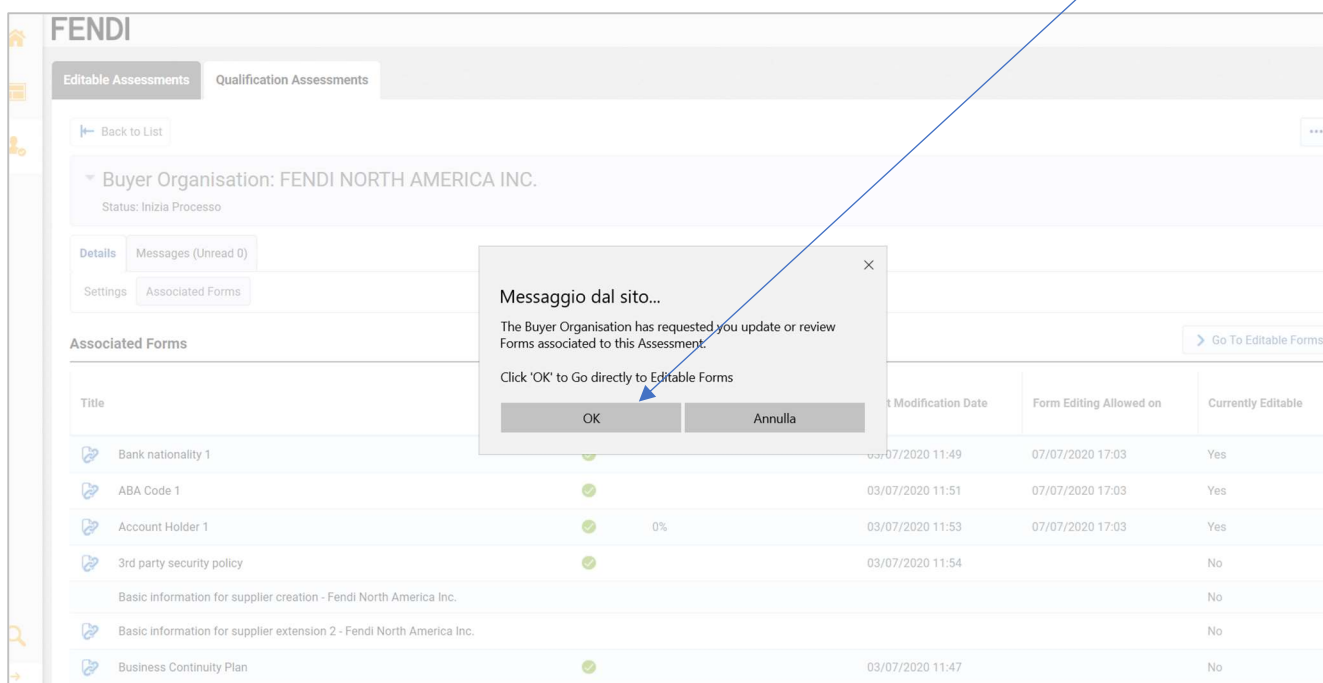 FENDI
Editable Assessments Qualification Assessments
Back to List
Buyer Organisation: FENDI NORTH AMERICA INC.
Status: Inizia Processo
Details Messages (Unread 0)
Settings Associated Forms
Messaggio dal sito...
The Buyer Organisation has requested you update or review
Forms associated to this Assessment.
Click 'OK' to Go directly to Editable Forms
OK Annulla
Associated Forms Go To Editable Forms
Title Modification Date Form Editing Allowed on Currently Editable
Bank nationality 1 03/07/2020 11:49 07/07/2020 17:03 Yes
ABA Code 1 03/07/2020 11:51 07/07/2020 17:03 Yes
Account Holder 1 0% 03/07/2020 11:53 07/07/2020 17:03 Yes
3rd party security policy 03/07/2020 11:54 No
Basic information for supplier creation - Fendi North America Inc. No
Basic information for supplier extension 2 - Fendi North America Inc. No
Business Continuity Plan 03/07/2020 11:47 No